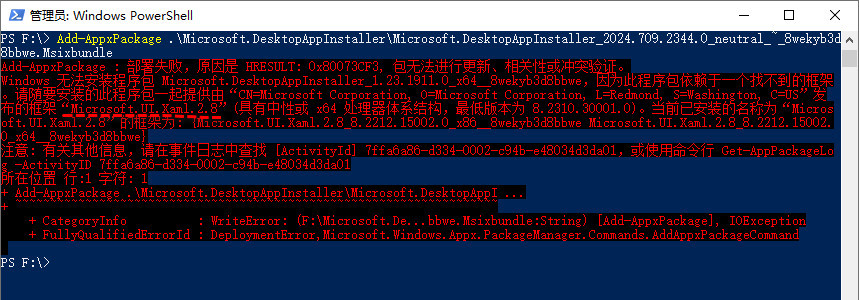 管理员: Windows PowerShell
PS F:\> Add-AppxPackage .\Microsoft.DesktopAppInstaller\Microsoft.DesktopAppInstaller_2024.709.2344.0_neutral_~_8wekyb3d
8bbwe.Msixbundle
Add-AppxPackage : 部署失败，原因是 HRESULT: 0x80073CF3, 包无法进行更新、相关性或冲突验证。
Windows 无法安装程序包 Microsoft.DesktopAppInstaller_1.23.1911.0_x64__8wekyb3d8bbwe，因为此程序包依赖于一个找不到的框架
。请随要安装的此程序包一起提供由“CN=Microsoft Corporation, O=Microsoft Corporation, L=Redmond, S=Washington, C=US”发
布的框架“Microsoft.UI.Xaml.2.8”(具有中性或 x64 处理器体系结构，最低版本为 8.2310.30001.0)。当前已安装的名称为“Micros
oft.UI.Xaml.2.8”的框架为: {Microsoft.UI.Xaml.2.8_8.2212.15002.0_x86__8wekyb3d8bbwe Microsoft.UI.Xaml.2.8_8.2212.15002.
0_x64__8wekyb3d8bbwe}
注意: 有关其他信息，请在事件日志中查找 [ActivityId] 7ffa6a86-d334-0002-c94b-e48034d3da01，或使用命令行 Get-AppPackageLo
g -ActivityID 7ffa6a86-d334-0002-c94b-e48034d3da01
所在位置 行:1 字符: 1
+ Add-AppxPackage .\Microsoft.DesktopAppInstaller\Microsoft.DesktopAppI ...
+ ~~~~~~~~~~~~~~~~~~~~~~~~~~~~~~~~~~~~~~~~~~~~~~~~~~~~~~~~~~~~~~~~~~~~~
+ CategoryInfo : WriteError: (F:\Microsoft.De...bbwe.Msixbundle:String) [Add-AppxPackage], IOException
+ FullyQualifiedErrorId : DeploymentError,Microsoft.Windows.Appx.PackageManager.Commands.AddAppxPackageCommand
PS F:\>